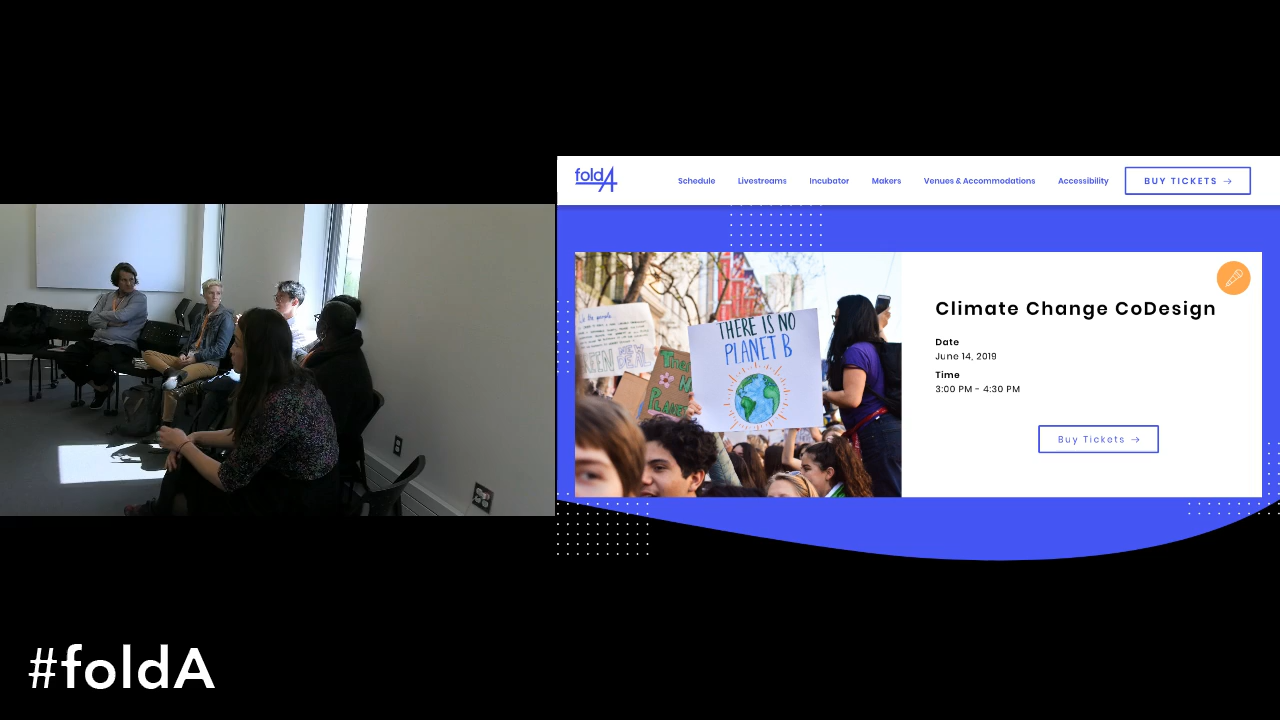 foldA
Schedule Livestreams Incubator Makers Venues & Accommodations Accessibility BUY TICKETS →
Climate Change CoDesign
Date
June 14, 2019
Time
3:00 PM - 4:30 PM
Buy Tickets →
THERE IS NO
PLANET B
#foldA